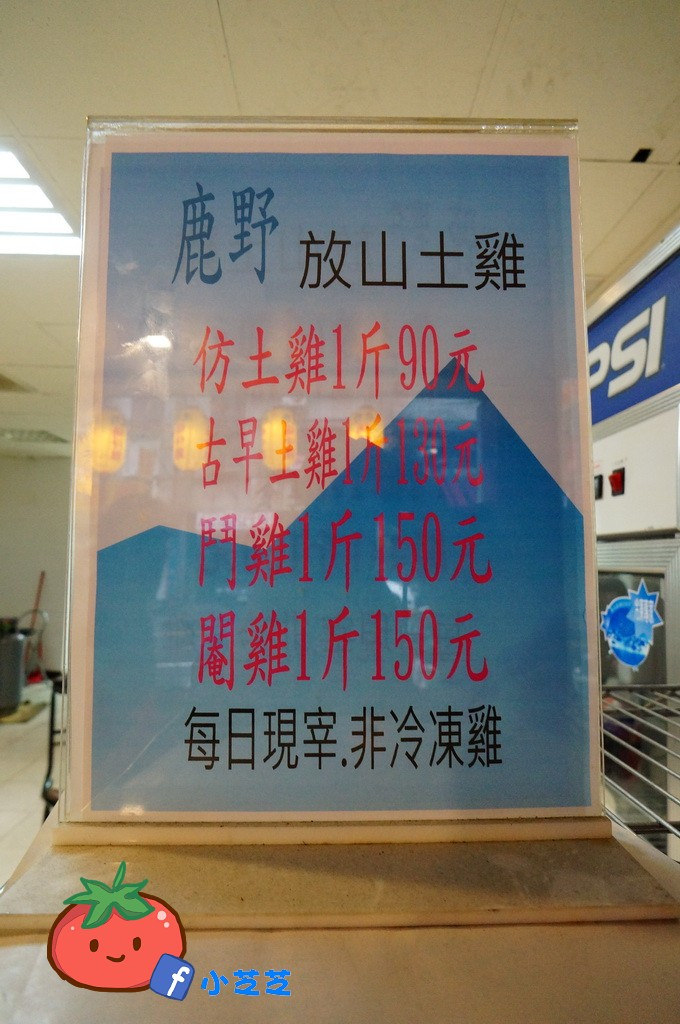 鹿野 放山土雞
仿土雞1斤90元
古早土雞1斤130元
鬥雞1斤150元
閹雞1斤150元
每日現宰.非冷凍雞
PSI
f 小芝芝